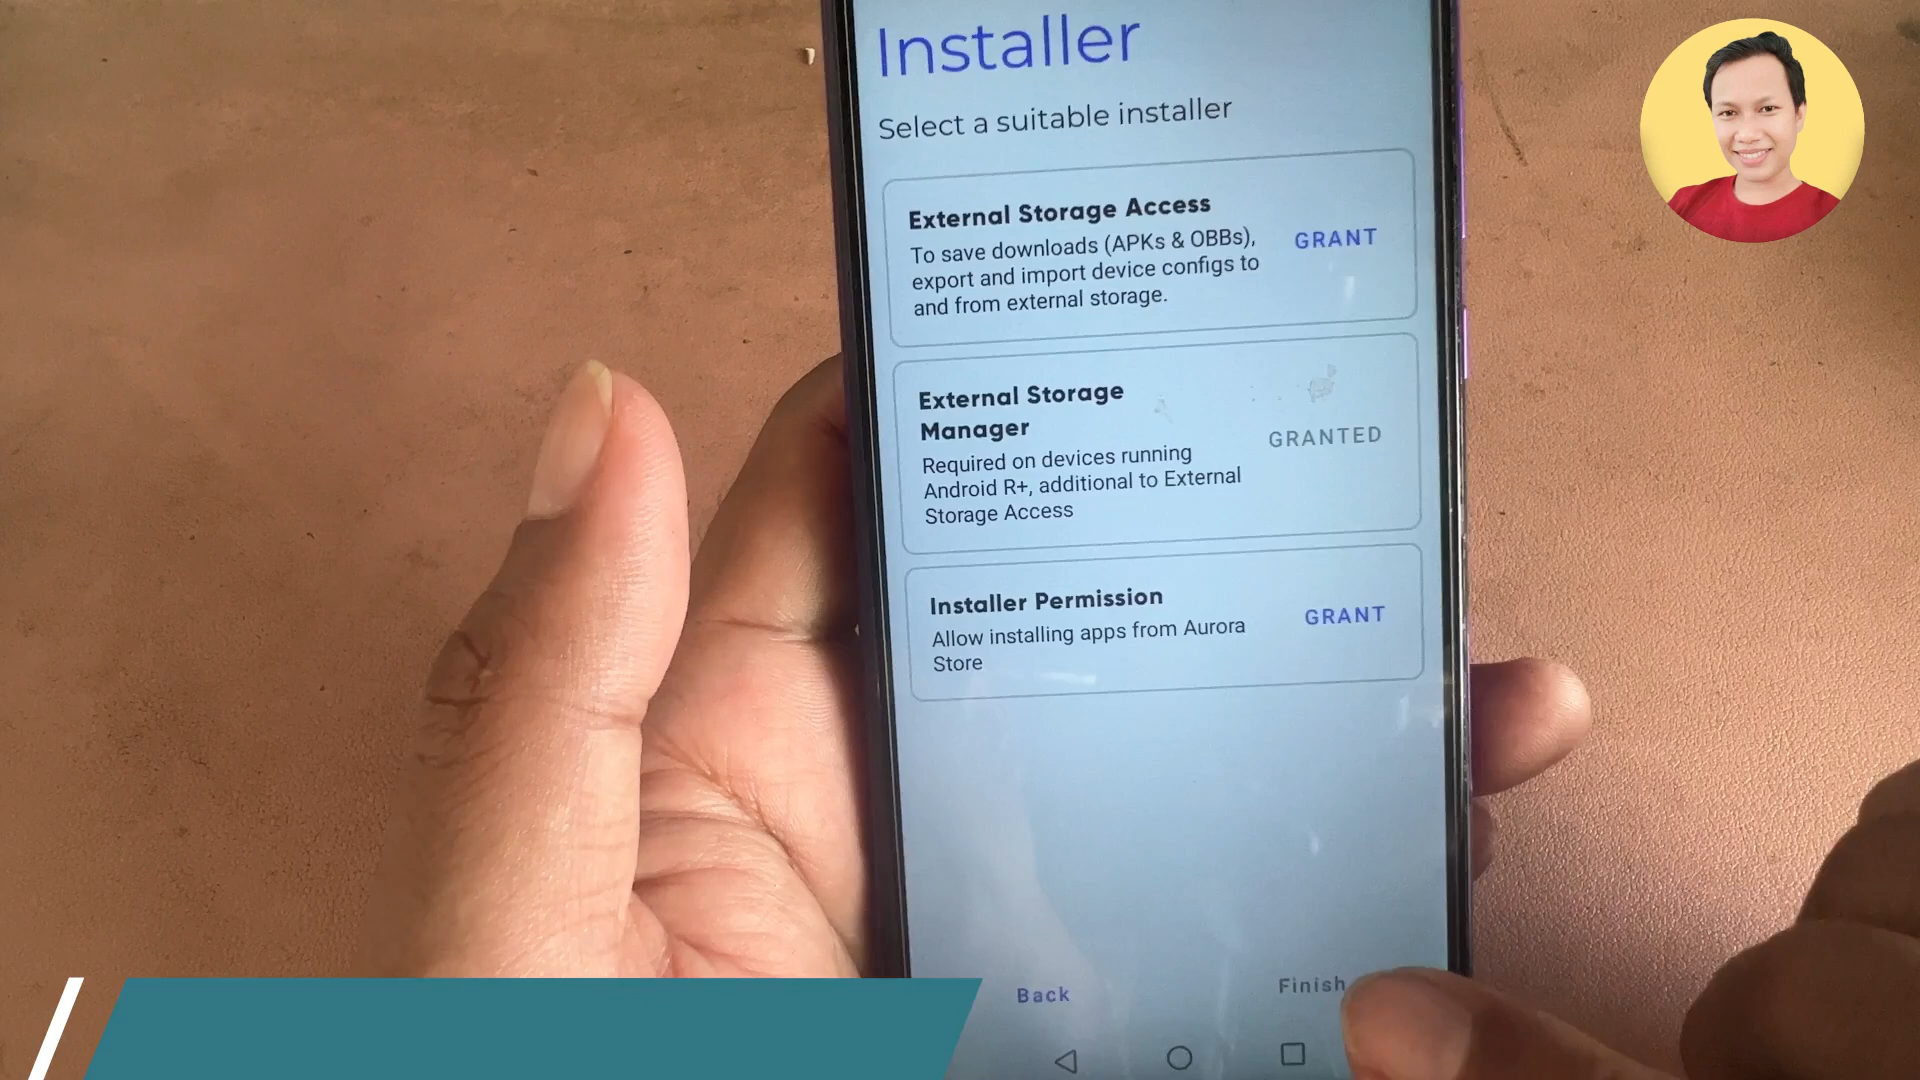 Installer
Select a suitable installer
External Storage Access
To save downloads (APKs & OBBs),
export and import device configs to
and from external storage.
GRANT
External Storage
Manager
Required on devices running
Android R+, additional to External
Storage Access
GRANTED
Installer Permission
Allow installing apps from Aurora
Store
GRANT
Back
Finish